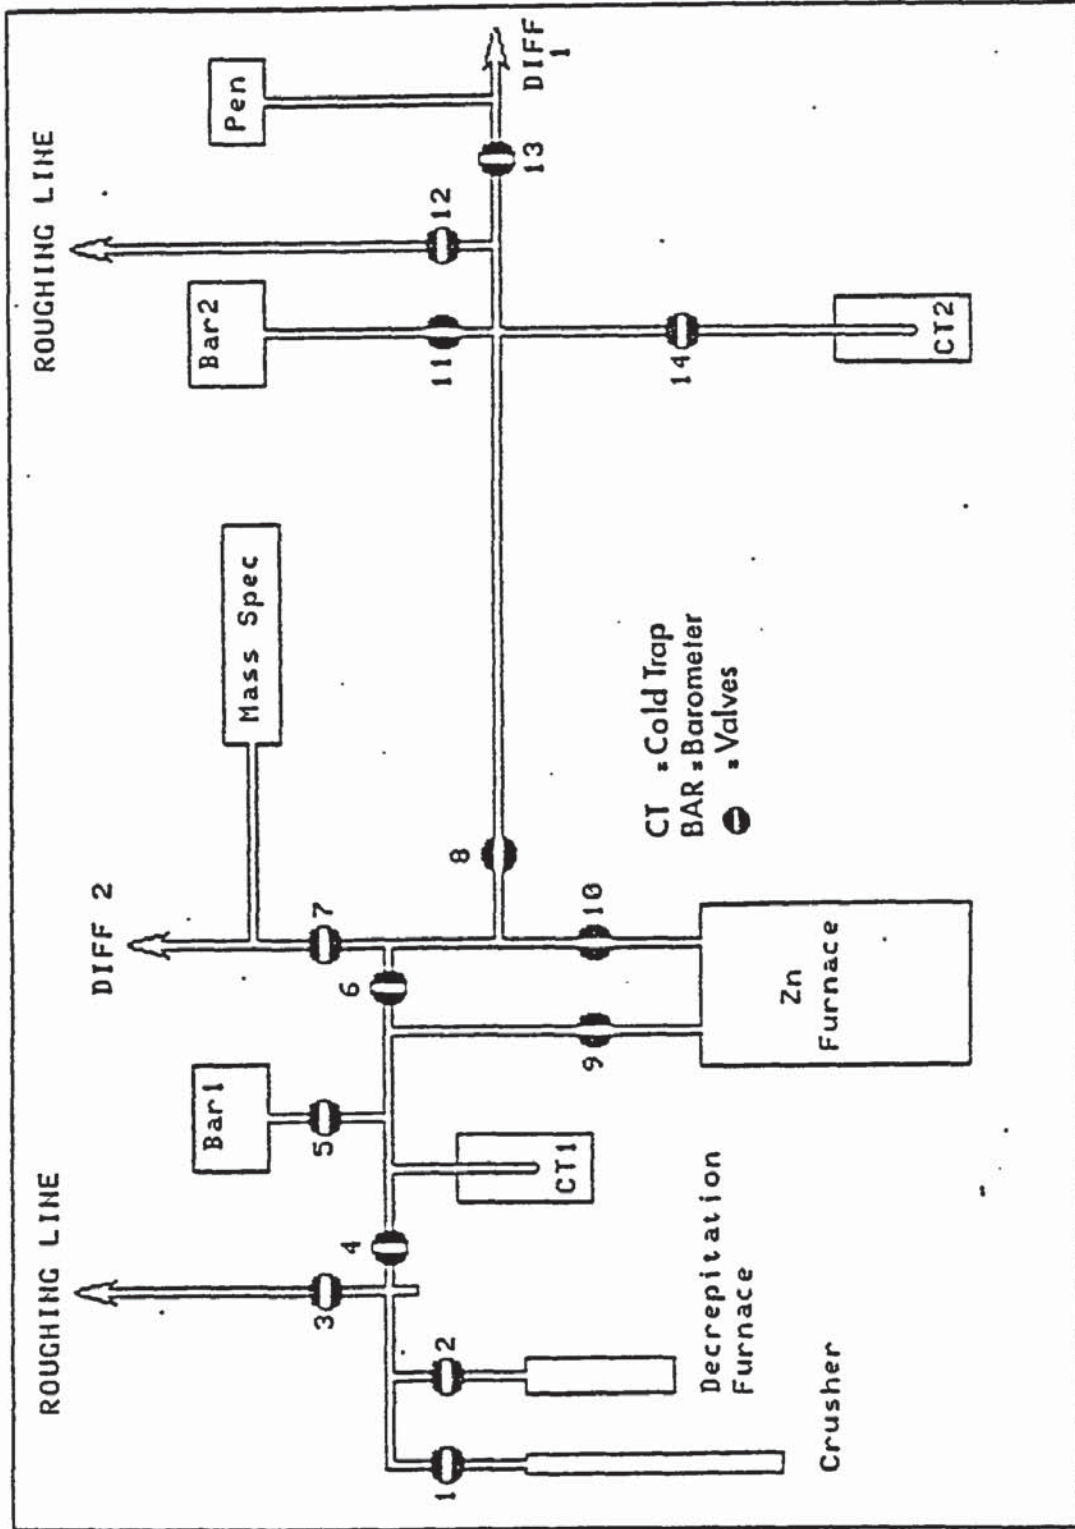 ROUGHING LINE
ROUGHING LINE
DIFF 2
Mass Spec
Bar1
Bar2
Pen
3
5
7
11
12
4
6
8
13
DIFF
1
1
2
9
10
14
CT1
CT2
Crusher
Decrepitation
Furnace
Zn
Furnace
CT = Cold Trap
BAR = Barometer
= Valves